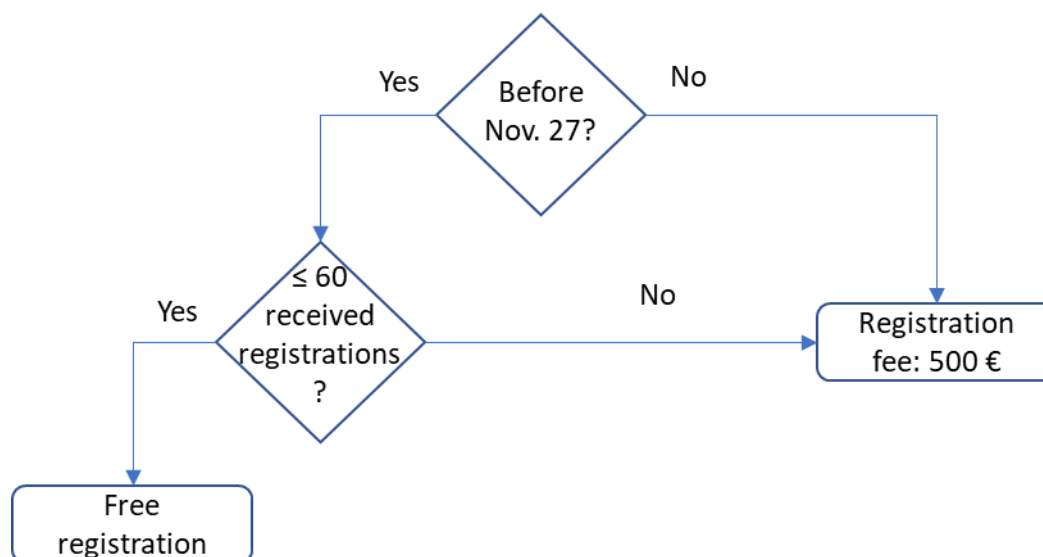 Before
Nov. 27?
Yes
No
≤ 60
received
registrations
?
Yes
No
Registration
fee: 500 €
Free
registration